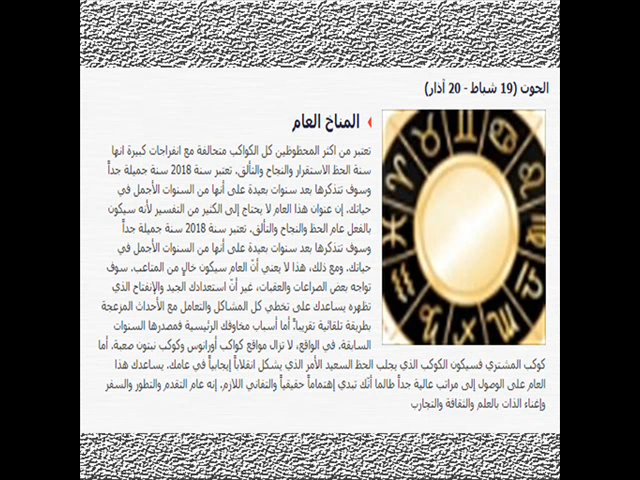 الحوت (19 شباط - 20 آذار)
المناخ العام
تعتبر من اكثر المحظوظين كل الكواكب متحالفة مع انفراجات كبيرة انها
سنة الحظ الاستقرار والنجاح والتألق. تعتبر سنة 2018 سنة جميلة جداً
وسوف تتذكرها بعد سنوات بعيدة على أنها من السنوات الأجمل في
حياتك. إن عنوان هذا العام لا يحتاج إلى الكثير من التفسير لأنه سيكون
بالفعل عام الحظ والنجاح والتألق. تعتبر سنة 2018 سنة جميلة جداً
وسوف تتذكرها بعد سنوات بعيدة على أنها من السنوات الأجمل في
حياتك. ومع ذلك، هذا لا يعني أنّ العام سيكون خالٍ من المتاعب. سوف
تواجه بعض الصراعات والعقبات، غير أنّ استعدادك الجيد والإنفتاح الذي
تظهره يساعدك على تخطي كل المشاكل والتعامل مع الأحداث المزعجة
بطريقة تلقائية تقريباً أما أسباب مخاوفك الرئيسية فمصدرها السنوات
السابقة. في الواقع، لا تزال مواقع كواكب أورانوس وكوكب نبتون صعبة. أما
كوكب المشتري فسيكون الكوكب الذي يجلب الحظ السعيد الأمر الذي يشكل انقلاباً إيجابياً في عامك. يساعدك هذا
العام على الوصول إلى مراتب عالية جداً طالما أنّك تبدي إهتماماً حقيقياً والتفاني اللازم. إنه عام التقدم والتطور والسفر
وإغناء الذات بالعلم والثقافة والتجارب